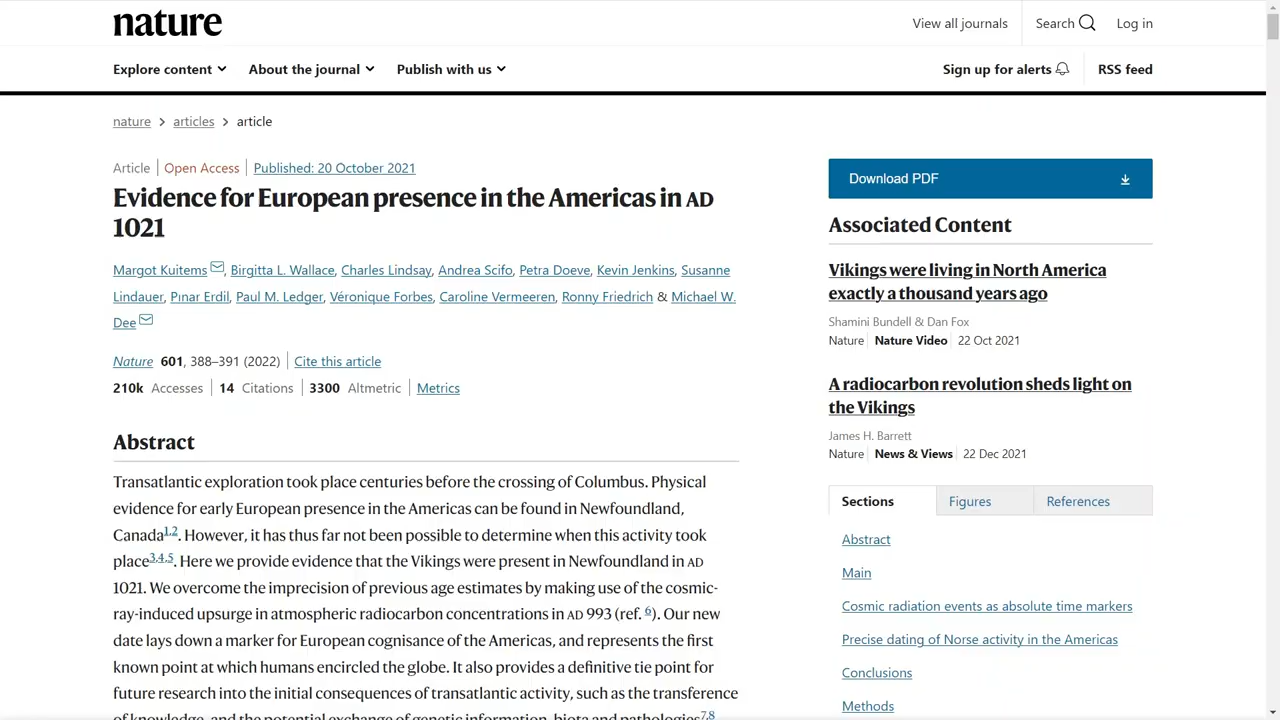 nature
View all journals
Search
Log in
Explore content
About the journal
Publish with us
Sign up for alerts
RSS feed
nature > articles > article
Article
Open Access
Published: 20 October 2021
Evidence for European presence in the Americas in AD
1021
Margot Kuitems, Birgitta L. Wallace, Charles Lindsay, Andrea Scifo, Petra Doeve, Kevin Jenkins, Susanne
Lindauer, Pınar Erdil, Paul M. Ledger, Véronique Forbes, Caroline Vermeeren, Ronny Friedrich & Michael W.
Dee
Nature 601, 388–391 (2022) Cite this article
210k Accesses 14 Citations 3300 Altmetric Metrics
Abstract
Transatlantic exploration took place centuries before the crossing of Columbus. Physical
evidence for early European presence in the Americas can be found in Newfoundland,
Canada1,2. However, it has thus far not been possible to determine when this activity took
place3,4,5. Here we provide evidence that the Vikings were present in Newfoundland in AD
1021. We overcome the imprecision of previous age estimates by making use of the cosmic-
ray-induced upsurge in atmospheric radiocarbon concentrations in AD 993 (ref. 6). Our new
date lays down a marker for European cognisance of the Americas, and represents the first
known point at which humans encircled the globe. It also provides a definitive tie point for
future research into the initial consequences of transatlantic activity, such as the transference
of knowledge, and the potential exchange of genetic information, biota and pathologies7,8
Download PDF
Associated Content
Vikings were living in North America
exactly a thousand years ago
Shamini Bundell & Dan Fox
Nature Nature Video 22 Oct 2021
A radiocarbon revolution sheds light on
the Vikings
James H. Barrett
Nature News & Views 22 Dec 2021
Sections
Figures
References
Abstract
Main
Cosmic radiation events as absolute time markers
Precise dating of Norse activity in the Americas
Conclusions
Methods